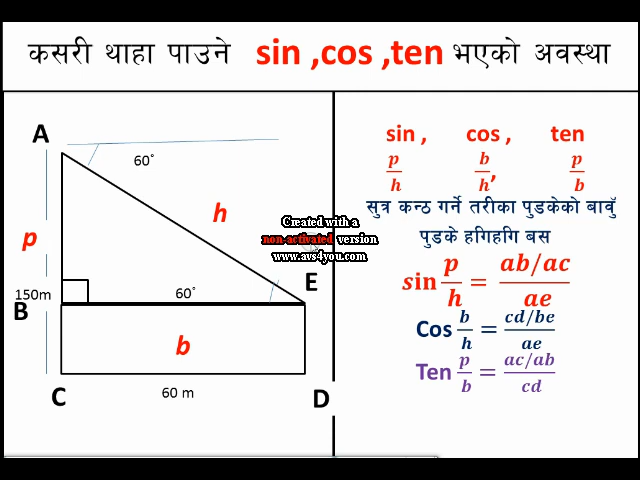 कसरी थाहा पाउने sin ,cos ,ten भएको अवस्था
A
60°
h
p
Created with a
non-activated version
www.avs4you.com
E
150m
60°
B
b
C
60 m
D
sin , cos , ten
p/h b/h, p/b
सुत्र कन्ठ गर्ने तरीका पुडकेको बावुँ
पुडके हगिहगि बस
sin p/h = ab/ac / ae
Cos b/h = cd/be / ae
Ten p/b = ac/ab / cd